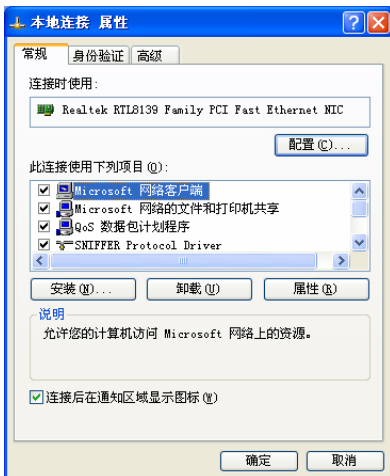 本地连接 属性
常规 身份验证 高级
连接时使用:
Realtek RTL8139 Family PCI Fast Ethernet NIC
配置(C)...
此连接使用下列项目(O):
Microsoft 网络客户端
Microsoft 网络的文件和打印机共享
QoS 数据包计划程序
SNIFFER Protocol Driver
安装(N)... 卸载(U) 属性(R)
说明
允许您的计算机访问 Microsoft 网络上的资源。
连接后在通知区域显示图标(W)
确定 取消